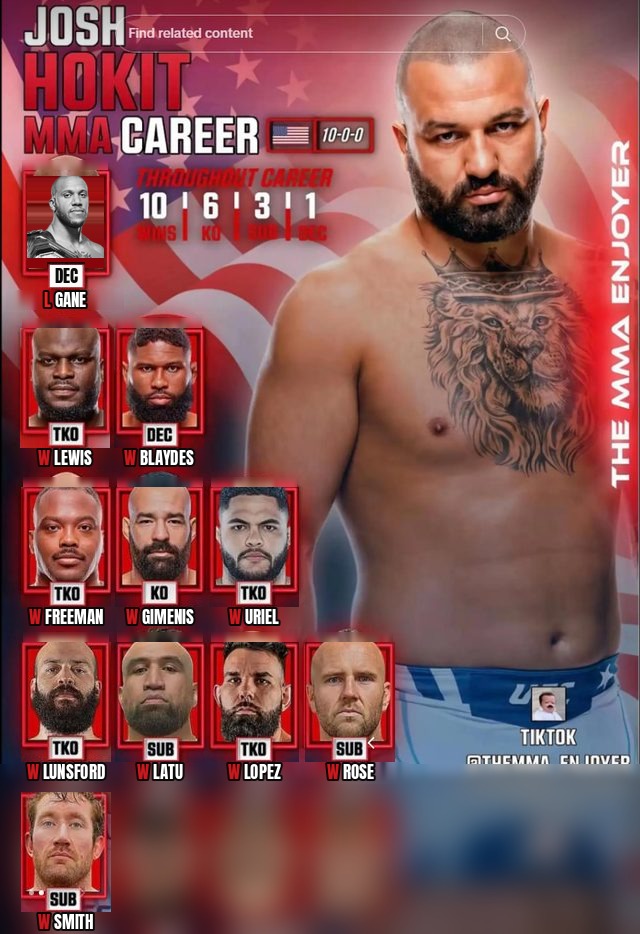 JOSH
Find related content
HOKIT
MMA CAREER
10-0-0
THROUGHOUT CAREER
10 6 3 1
WINS KO SUB DEC
DEC
L GANE
TKO DEC
W LEWIS W BLAYDES
TKO KO TKO
W FREEMAN W GIMENIS W URIEL
TKO SUB TKO SUB
W LUNSFORD W LATU W LOPEZ W ROSE
SUB
W SMITH
THE MMA ENJOYER
UFC
TIKTOK
@THEMMA_ENJOYER